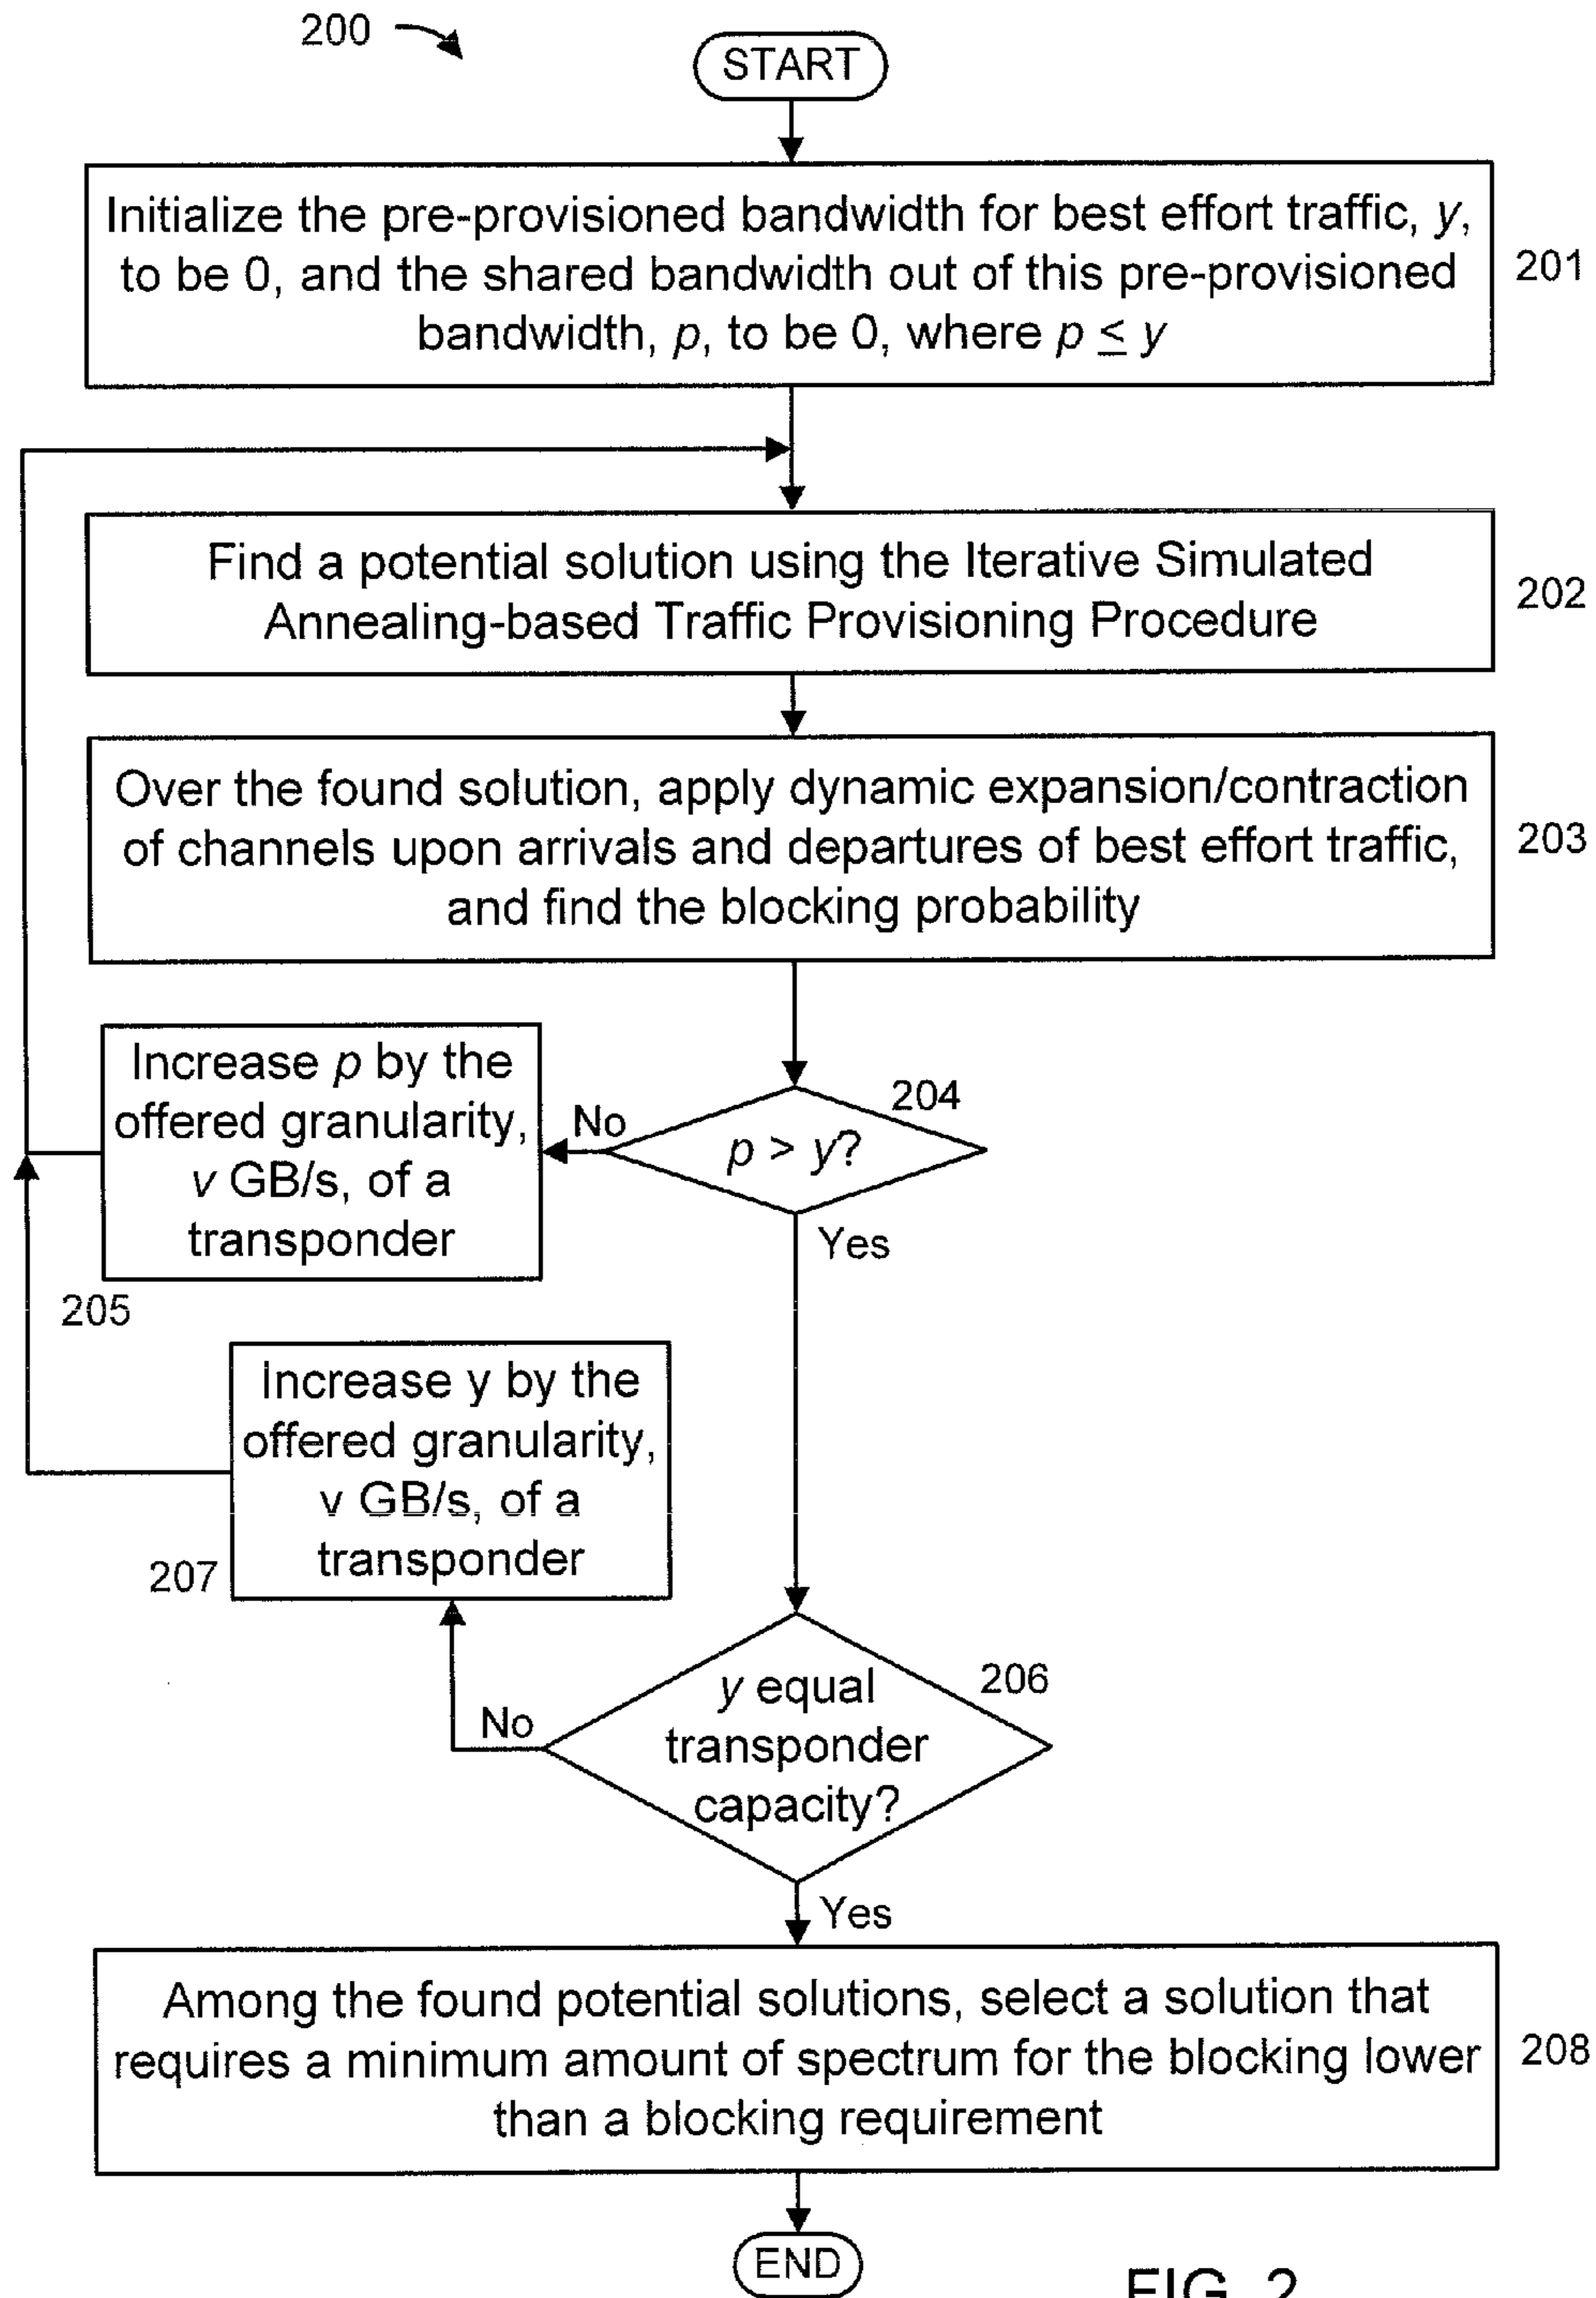 200
START
Initialize the pre-provisioned bandwidth for best effort traffic, y,
to be 0, and the shared bandwidth out of this pre-provisioned
bandwidth, p, to be 0, where p ≤ y
201
Find a potential solution using the Iterative Simulated
Annealing-based Traffic Provisioning Procedure
202
Over the found solution, apply dynamic expansion/contraction
of channels upon arrivals and departures of best effort traffic,
and find the blocking probability
203
204
p > y?
No
Yes
Increase p by the
offered granularity,
v GB/s, of a
transponder
205
Increase y by the
offered granularity,
v GB/s, of a
transponder
207
206
y equal
transponder
capacity?
No
Yes
Among the found potential solutions, select a solution that
requires a minimum amount of spectrum for the blocking lower
than a blocking requirement
208
END
FIG. 2